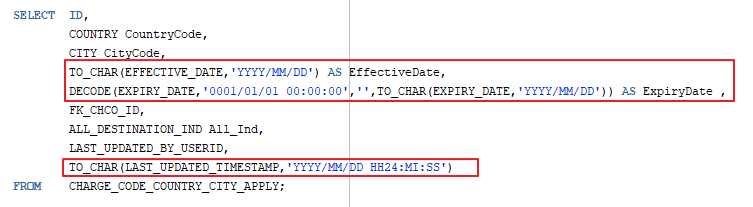 SELECT ID,
COUNTRY CountryCode,
CITY CityCode,
TO_CHAR(EFFECTIVE_DATE,'YYYY/MM/DD') AS EffectiveDate,
DECODE(EXPIRY_DATE,'0001/01/01 00:00:00','',TO_CHAR(EXPIRY_DATE,'YYYY/MM/DD')) AS ExpiryDate ,
FK_CHCO_ID,
ALL_DESTINATION_IND All_Ind,
LAST_UPDATED_BY_USERID,
TO_CHAR(LAST_UPDATED_TIMESTAMP,'YYYY/MM/DD HH24:MI:SS')
FROM CHARGE_CODE_COUNTRY_CITY_APPLY;